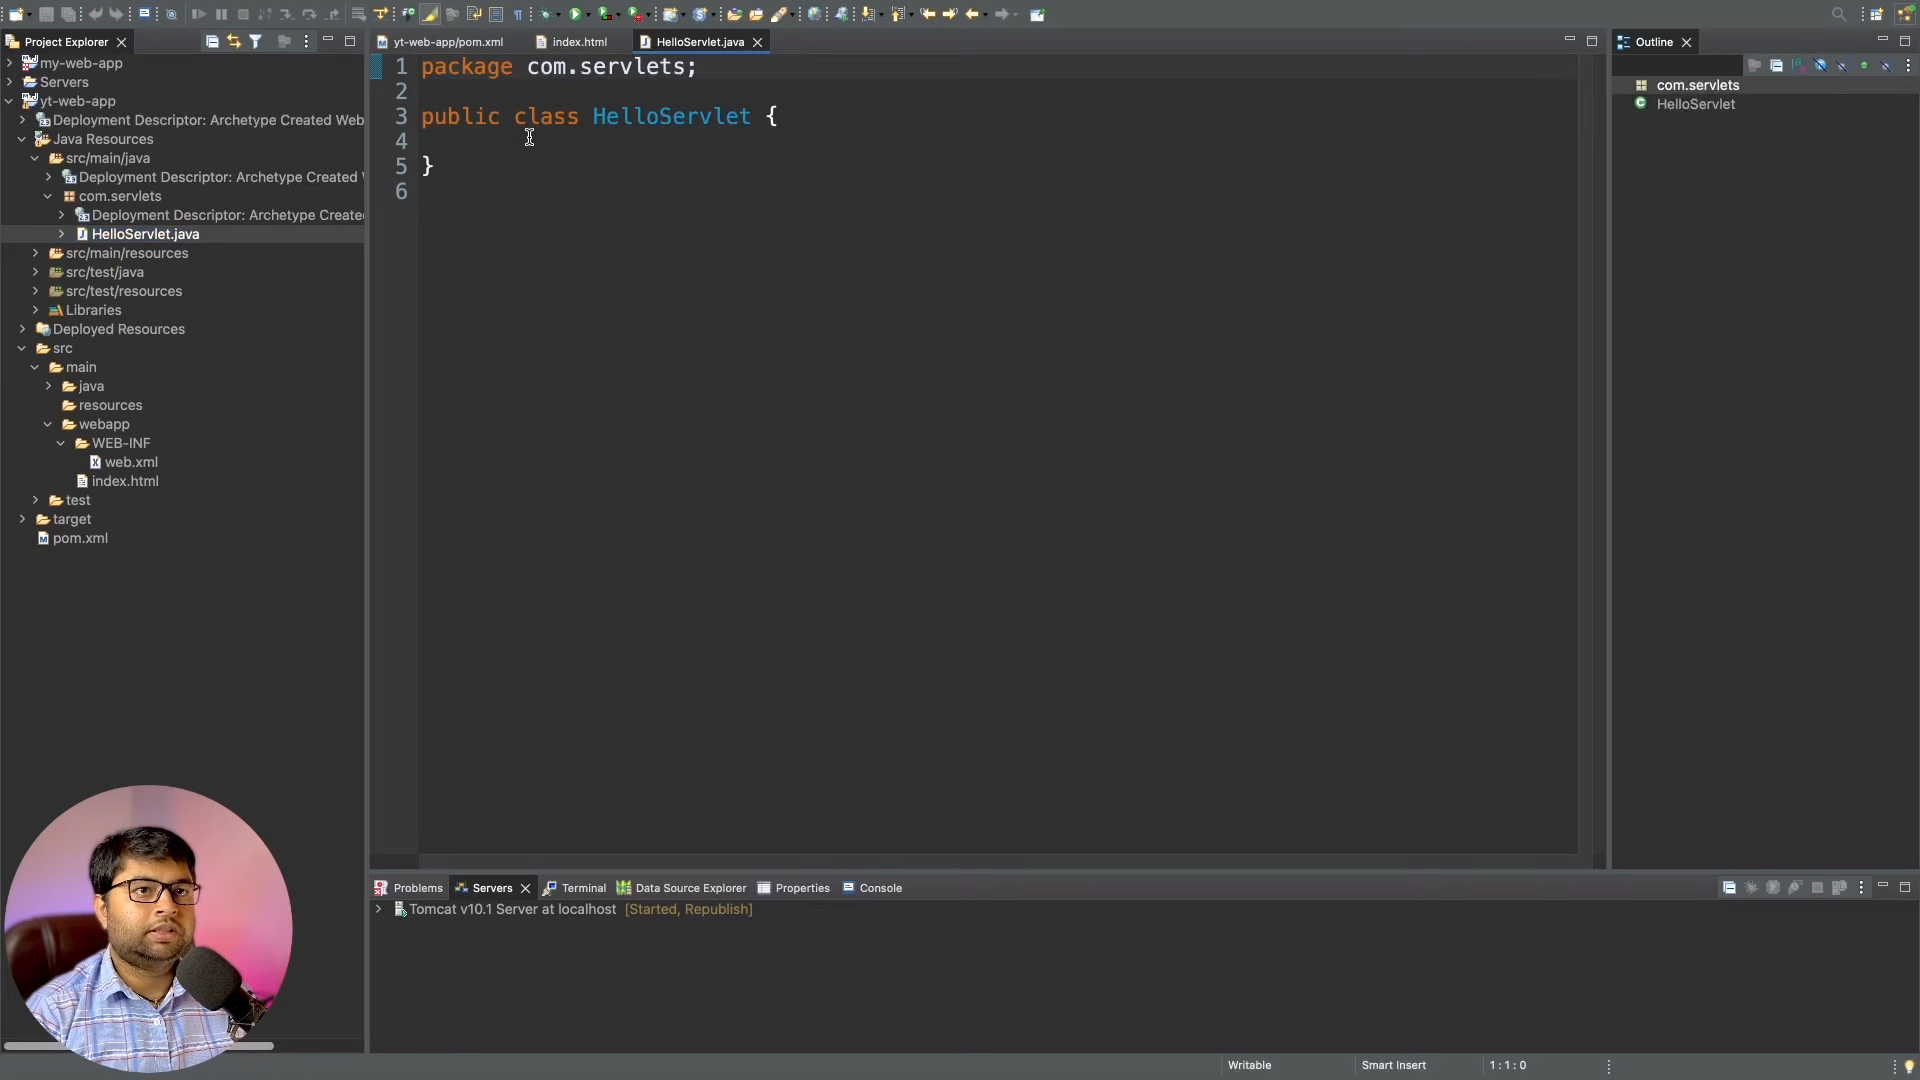 Project Explorer
my-web-app
Servers
yt-web-app
Deployment Descriptor: Archetype Created Web
Java Resources
src/main/java
Deployment Descriptor: Archetype Created
com.servlets
Deployment Descriptor: Archetype Create
HelloServlet.java
src/main/resources
src/test/java
src/test/resources
Libraries
Deployed Resources
src
main
java
resources
webapp
WEB-INF
web.xml
index.html
test
target
pom.xml
yt-web-app/pom.xml
index.html
HelloServlet.java
1 package com.servlets;
2
3 public class HelloServlet {
4
5 }
6
Outline
com.servlets
HelloServlet
Problems
Servers
Terminal
Data Source Explorer
Properties
Console
Tomcat v10.1 Server at localhost [Started, Republish]
Writable
Smart Insert
1:1:0